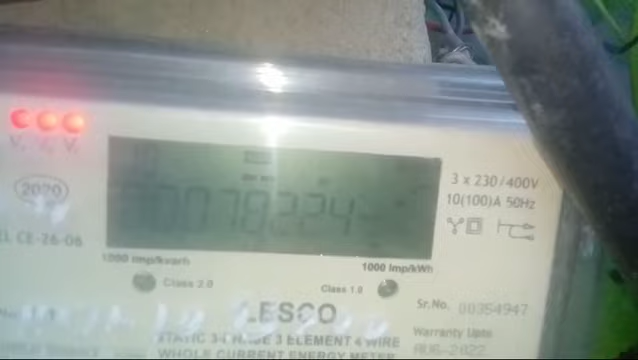 3 x 230/400V
2020
10(100)A 50Hz
CE-26-06
1000 imp/kvarh
1000 imp/kWh
Class 2.0
Class 1.0
Sr.No. 00354947
LESCO
STATIC 3-PHASE 3 ELEMENT 4 WIRE
WHOLE CURRENT ENERGY METER
Warranty Upto
AUG-2022